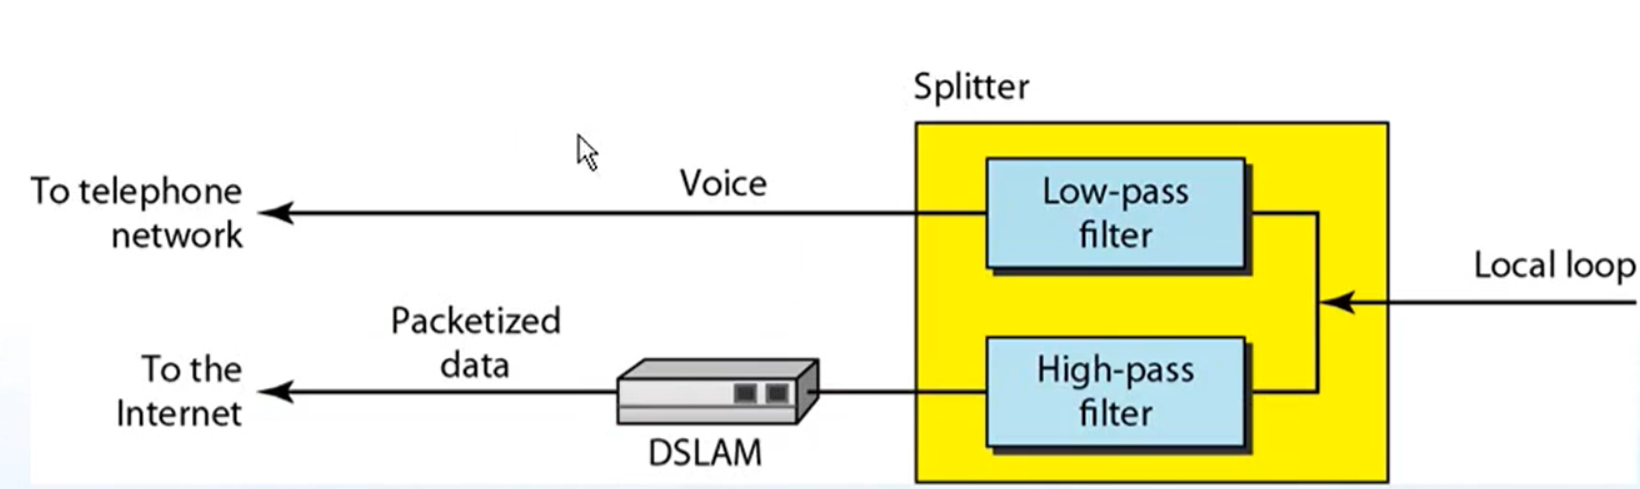 Splitter
To telephone
network
Voice
Low-pass
filter
Local loop
To the
Internet
Packetized
data
DSLAM
High-pass
filter